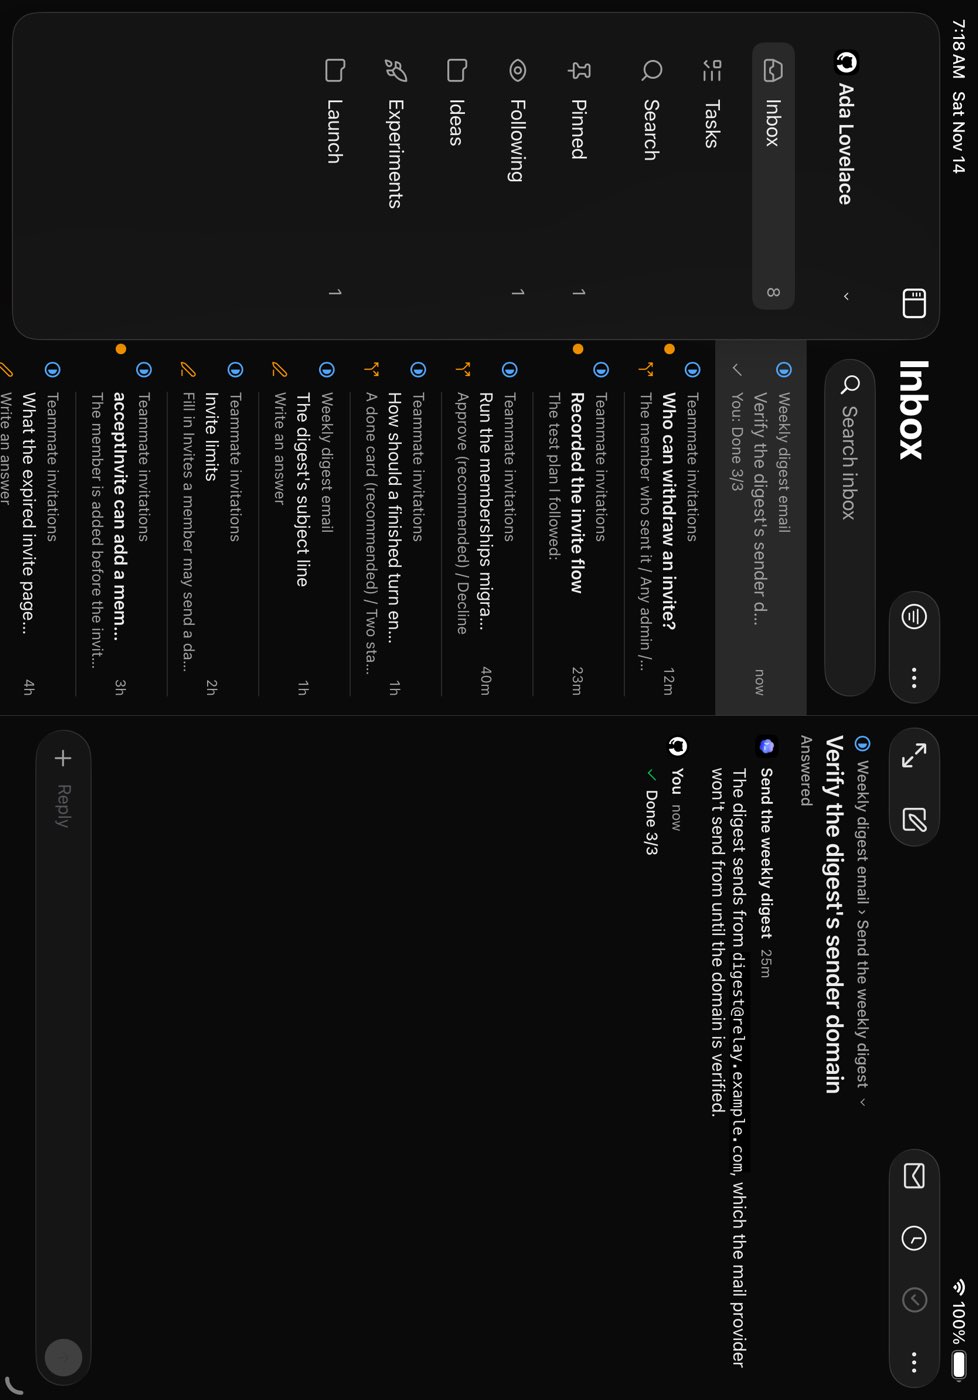 7:18 AM Sat Nov 14
100%
Ada Lovelace
Inbox 8
Tasks
Search
Pinned 1
Following 1
Ideas
Experiments
Launch 1
Inbox
Search inbox
Weekly digest email
Verify the digest's sender d... now
You: Done 3/3
Teammate invitations
Who can withdraw an invite? 12m
The member who sent it / Any admin /...
Teammate invitations
Recorded the invite flow 23m
The test plan I followed:
Teammate invitations
Run the memberships migra... 40m
Approve (recommended) / Decline
Teammate invitations
How should a finished turn en... 1h
A done card (recommended) / Two sta...
Weekly digest email
The digest's subject line 1h
Write an answer
Teammate invitations
Invite limits 2h
Fill in Invites a member may send a da...
Teammate invitations
acceptInvite can add a mem... 3h
The member is added before the invit...
Teammate invitations
What the expired invite page... 4h
Write an answer
Weekly digest email › Send the weekly digest
Verify the digest's sender domain
Answered
Send the weekly digest 25m
The digest sends from digest@relay.example.com, which the mail provider
won't send from until the domain is verified.
You now
Done 3/3
Reply